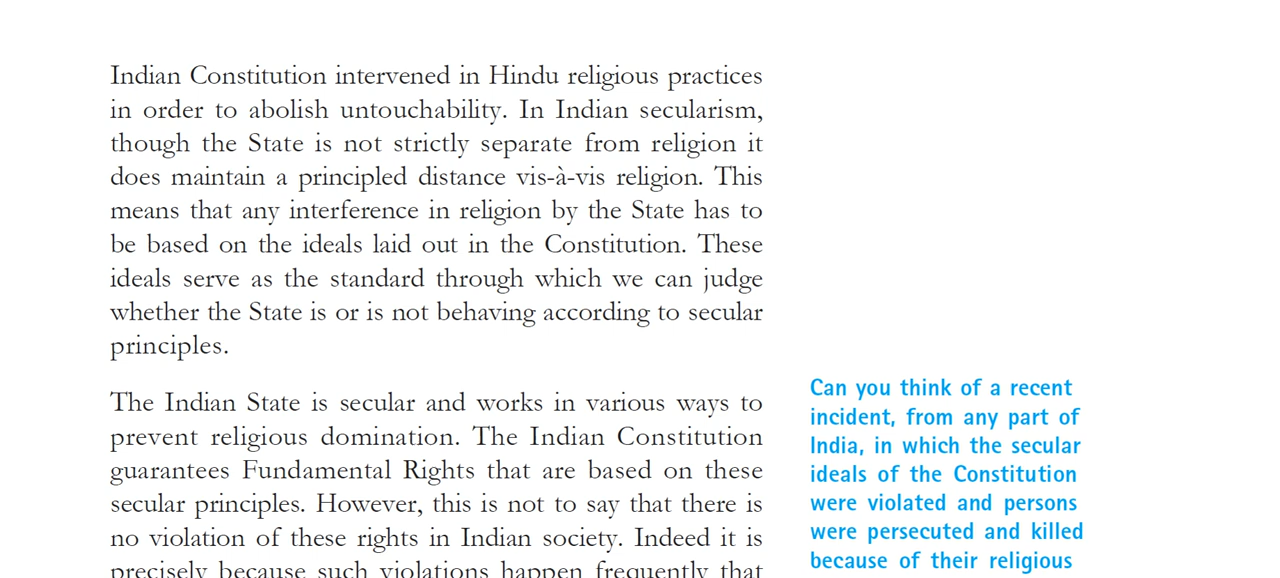 Indian Constitution intervened in Hindu religious practices
in order to abolish untouchability. In Indian secularism,
though the State is not strictly separate from religion it
does maintain a principled distance vis-à-vis religion. This
means that any interference in religion by the State has to
be based on the ideals laid out in the Constitution. These
ideals serve as the standard through which we can judge
whether the State is or is not behaving according to secular
principles.
The Indian State is secular and works in various ways to
prevent religious domination. The Indian Constitution
guarantees Fundamental Rights that are based on these
secular principles. However, this is not to say that there is
no violation of these rights in Indian society. Indeed it is
precisely because such violations happen frequently that
Can you think of a recent
incident, from any part of
India, in which the secular
ideals of the Constitution
were violated and persons
were persecuted and killed
because of their religious